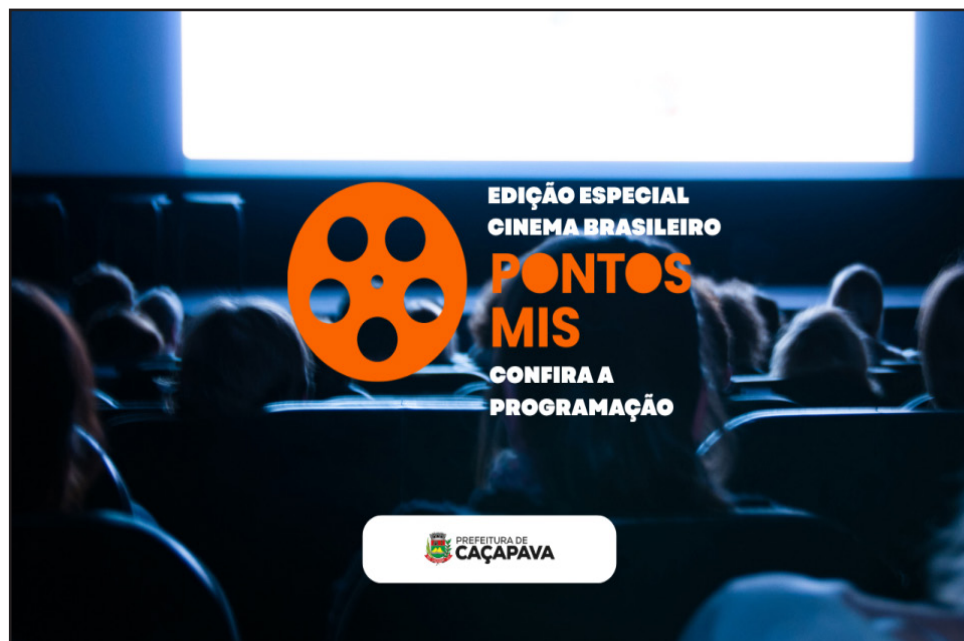 EDIÇÃO ESPECIAL
CINEMA BRASILEIRO
PONTOS
MIS
CONFIRA A
PROGRAMAÇÃO
PREFEITURA DE
CAÇAPAVA